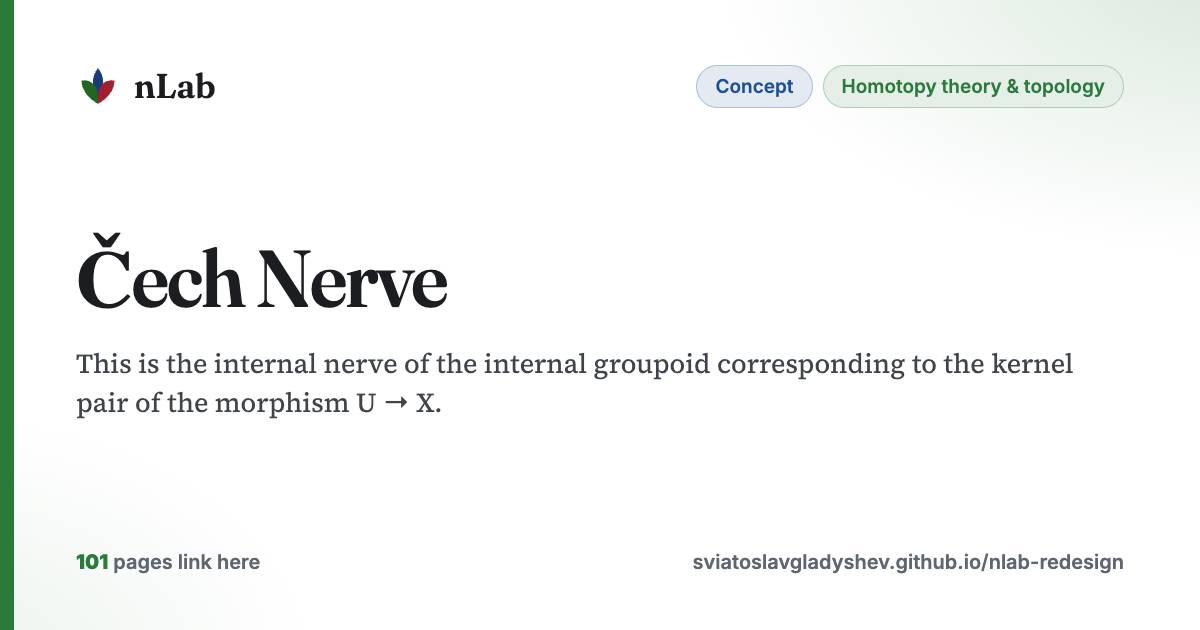 nLab
Concept
Homotopy theory & topology
Čech Nerve
This is the internal nerve of the internal groupoid corresponding to the kernel
pair of the morphism U → X.
101 pages link here
sviatoslavgladyshev.github.io/nlab-redesign